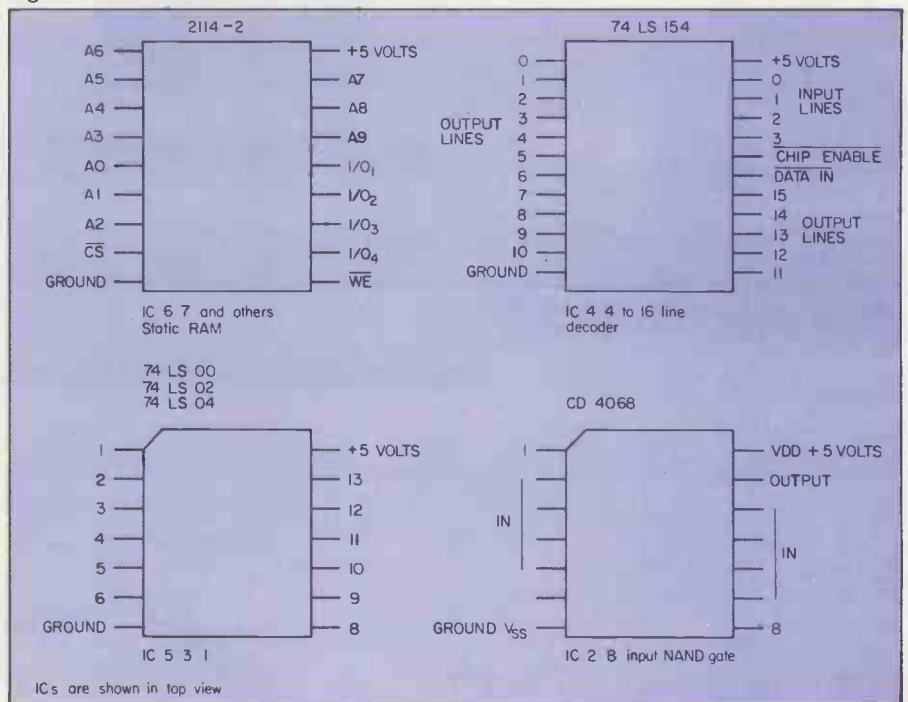 2114-2
A6
A5
A4
A3
A0
A1
A2
C̅S̅
GROUND
+5 VOLTS
A7
A8
A9
I/O₁
I/O₂
I/O₃
I/O₄
W̅E̅
IC 6 7 and others
Static RAM
74 LS 154
OUTPUT
LINES
0
1
2
3
4
5
6
7
8
9
10
GROUND
+5 VOLTS
0
1
2
3
INPUT
LINES
CHIP ENABLE
DATA IN
15
14
13
12
11
OUTPUT
LINES
IC 4 4 to 16 line
decoder
74 LS 00
74 LS 02
74 LS 04
1
2
3
4
5
6
GROUND
+5 VOLTS
13
12
11
10
9
8
IC 5 3 1
CD 4068
1
IN
GROUND VSS
VDD +5 VOLTS
OUTPUT
IN
8
IC 2 8 input NAND gate
ICs are shown in top view